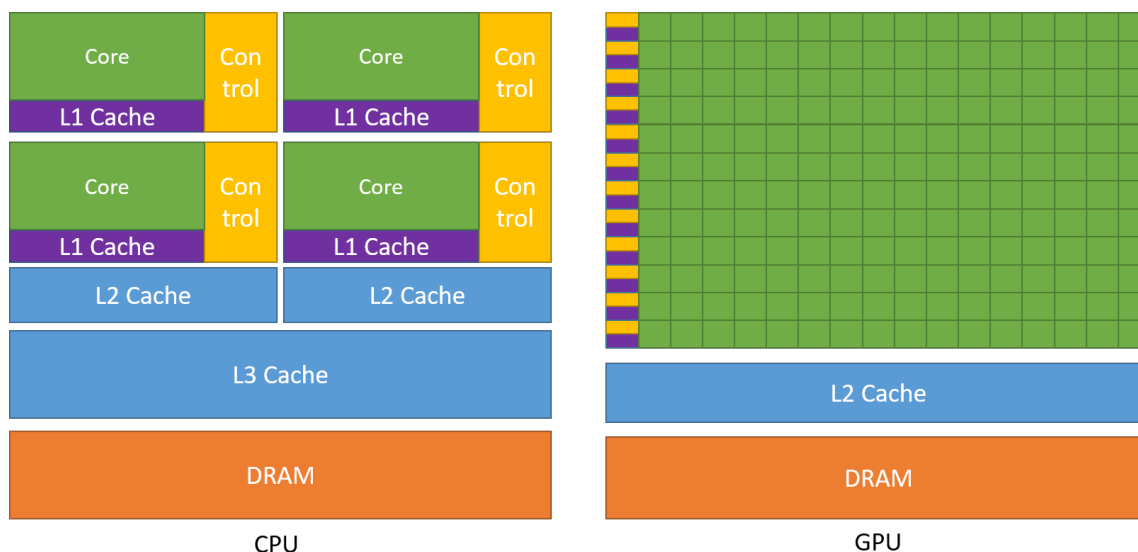 Core
Con
trol
L1 Cache
Core
Con
trol
L1 Cache
Core
Con
trol
L1 Cache
Core
Con
trol
L1 Cache
L2 Cache
L2 Cache
L3 Cache
DRAM
CPU
L2 Cache
DRAM
GPU